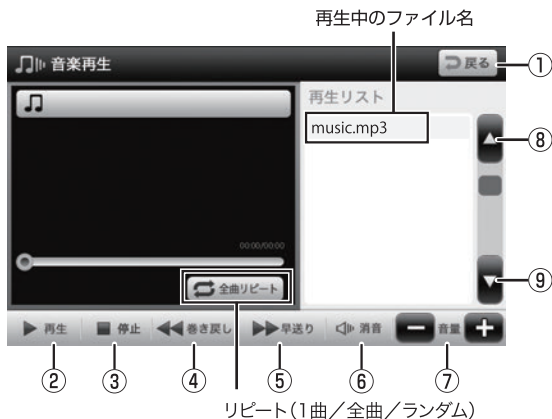 再生中のファイル名
音楽再生
戻る
①
再生リスト
music.mp3
⑧
00:00/00:00
全曲リピート
⑨
再生
停止
巻き戻し
早送り
消音
音量
②
③
④
⑤
⑥
⑦
リピート(1曲/全曲/ランダム)